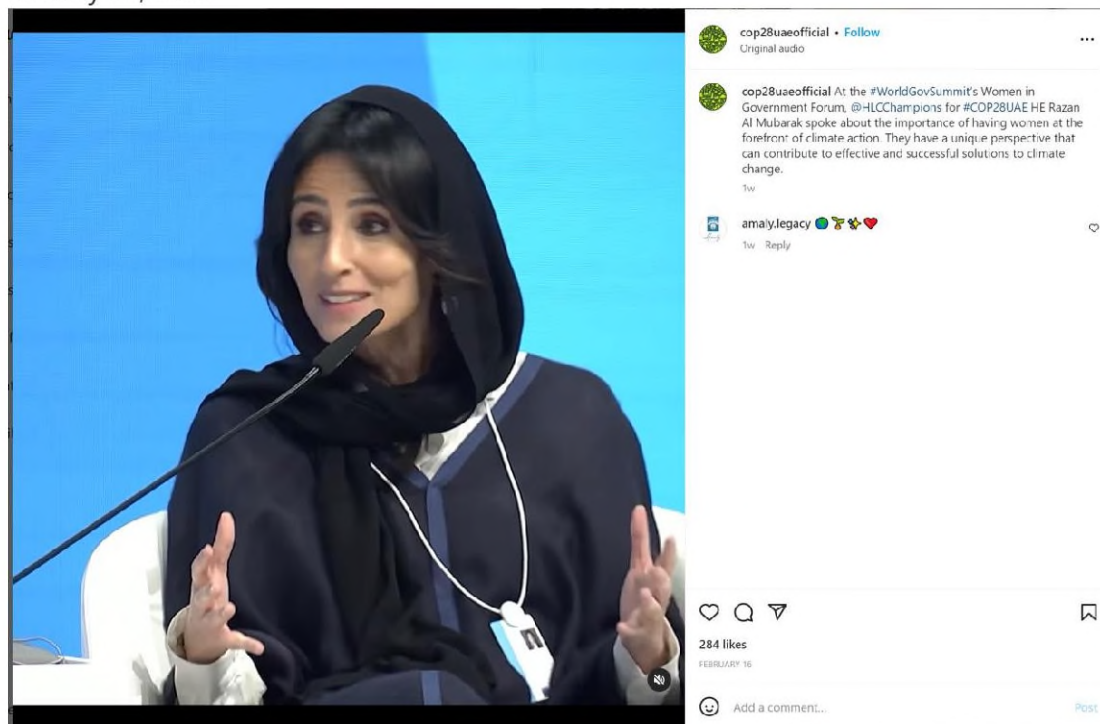 cop28uaeofficial • Follow
Original audio
cop28uaeofficial At the #WorldGovSummit's Women in
Government Forum, @HLCChampions for #COP28UAE HE Razan
Al Mubarak spoke about the importance of having women at the
forefront of climate action. They have a unique perspective that
can contribute to effective and successful solutions to climate
change.
1w
amaly.legacy 🌍🌴✨❤️
1w Reply
284 likes
FEBRUARY 16
Add a comment...
Post